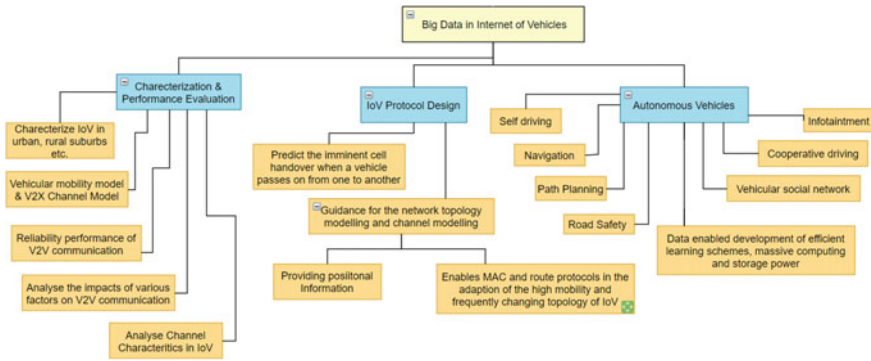 Big Data in Internet of Vehicles
Charecterization &
Performance Evaluation
Charecterize IoV in
urban, rural suburbs
etc.
Vehicular mobility model
& V2X Channel Model
Reliability performance of
V2V communication
Analyse the impacts of various
factors on V2V communication
Analyse Channel
Characteritics in IoV
IoV Protocol Design
Predict the imminent cell
handover when a vehicle
passes on from one to another
Guidance for the network topology
modelling and channel modelling
Providing posiitonal
Information
Enables MAC and route protocols in the
adaption of the high mobility and
frequently changing topology of IoV
Autonomous Vehicles
Self driving
Navigation
Path Planning
Road Safety
Data enabled development of efficient
learning schemes, massive computing
and storage power
Vehicular social network
Cooperative driving
Infotaintment